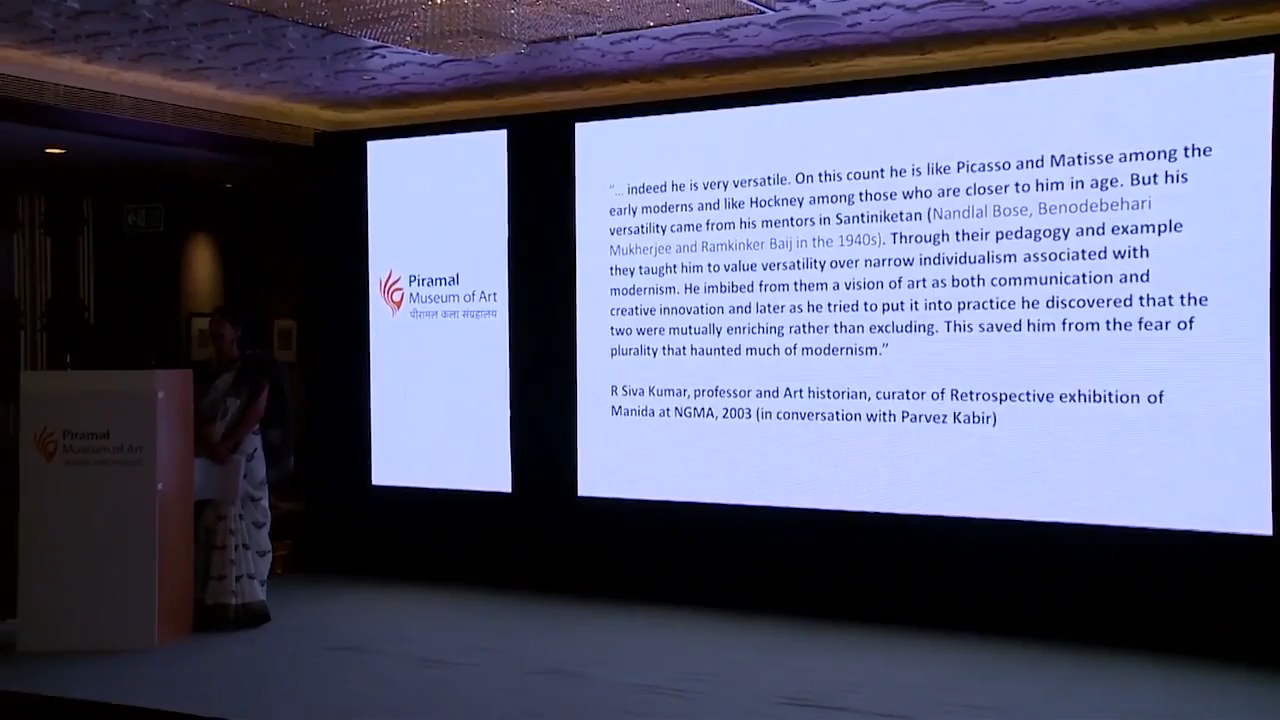 Piramal
Museum of Art
पीरामल कला संग्रहालय
"... indeed he is very versatile. On this count he is like Picasso and Matisse among the
early moderns and like Hockney among those who are closer to him in age. But his
versatility came from his mentors in Santiniketan (Nandlal Bose, Benodebehari
Mukherjee and Ramkinker Baij in the 1940s). Through their pedagogy and example
they taught him to value versatility over narrow individualism associated with
modernism. He imbibed from them a vision of art as both communication and
creative innovation and later as he tried to put it into practice he discovered that the
two were mutually enriching rather than excluding. This saved him from the fear of
plurality that haunted much of modernism.”
R Siva Kumar, professor and Art historian, curator of Retrospective exhibition of
Manida at NGMA, 2003 (in conversation with Parvez Kabir)
Piramal
Museum of Art